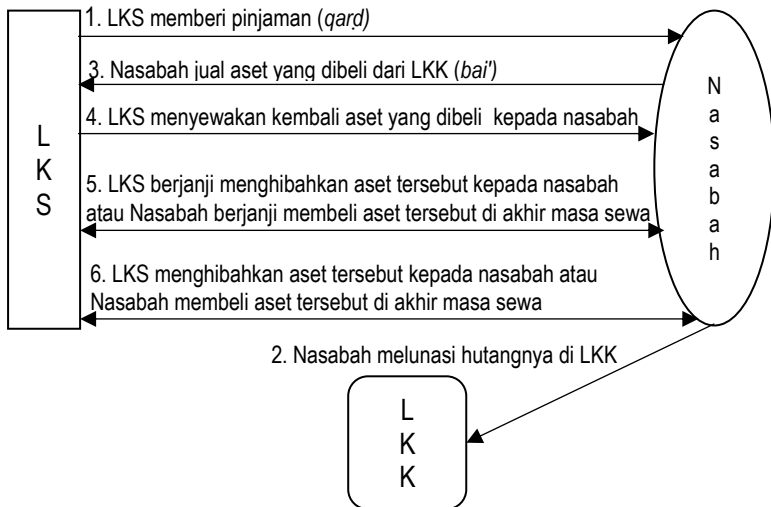 1. LKS memberi pinjaman (qarḍ)
3. Nasabah jual aset yang dibeli dari LKK (bai')
4. LKS menyewakan kembali aset yang dibeli kepada nasabah
5. LKS berjanji menghibahkan aset tersebut kepada nasabah
atau Nasabah berjanji membeli aset tersebut di akhir masa sewa
6. LKS menghibahkan aset tersebut kepada nasabah atau
Nasabah membeli aset tersebut di akhir masa sewa
2. Nasabah melunasi hutangnya di LKK
L
K
S
N
a
s
a
b
a
h
L
K
K